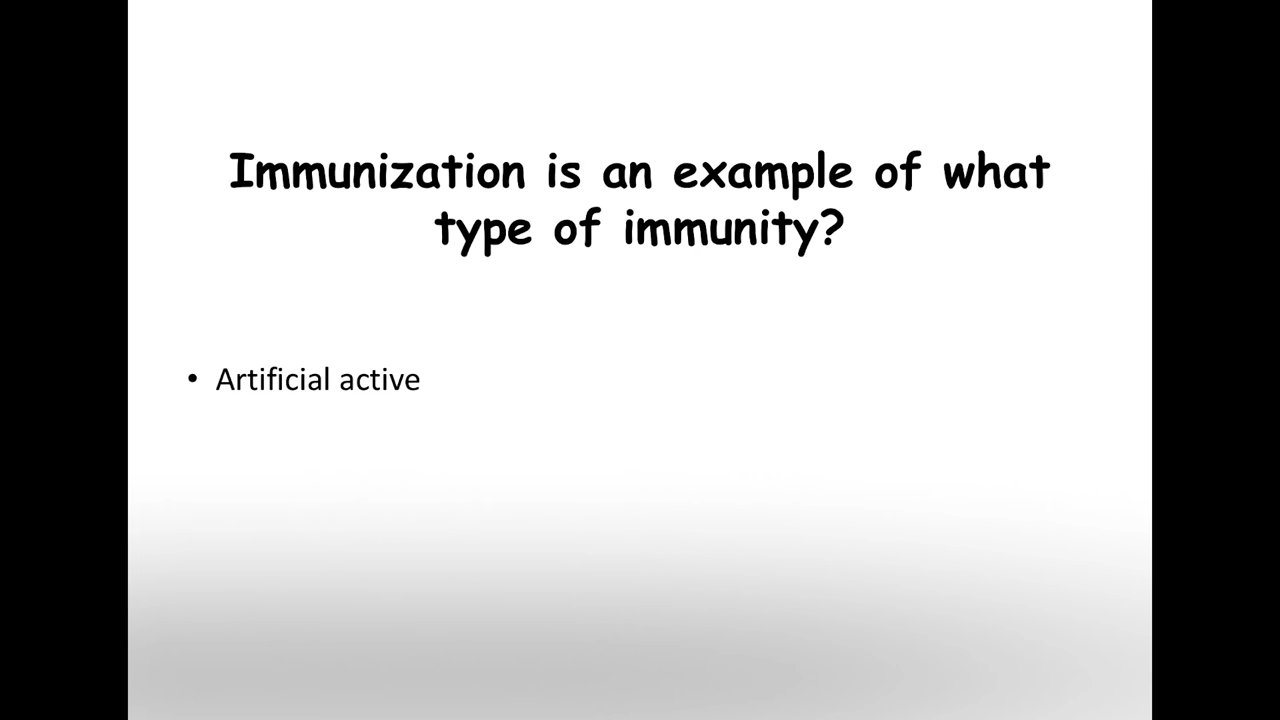 Immunization is an example of what
type of immunity?
• Artificial active